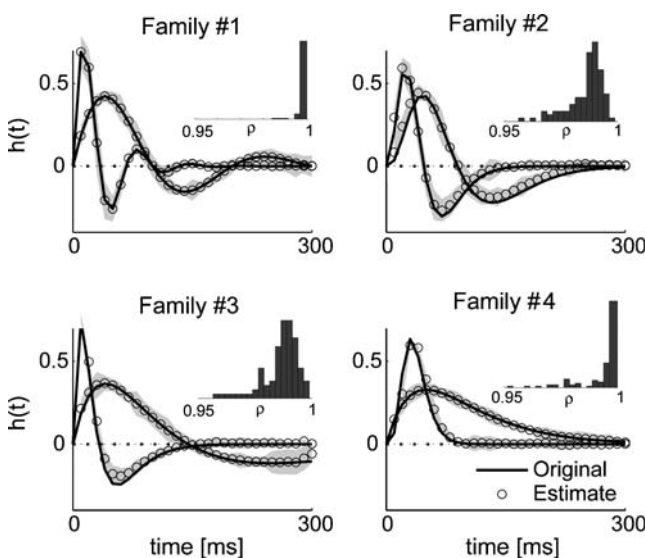 Family #1
h(t)
0.5
0
0.95 ρ 1
0 300
Family #2
0.5
0
0.95 ρ 1
0 300
Family #3
h(t)
0.5
0
0.95 ρ 1
0 300
time [ms]
Family #4
0.5
0
0.95 ρ 1
Original
Estimate
0 300
time [ms]